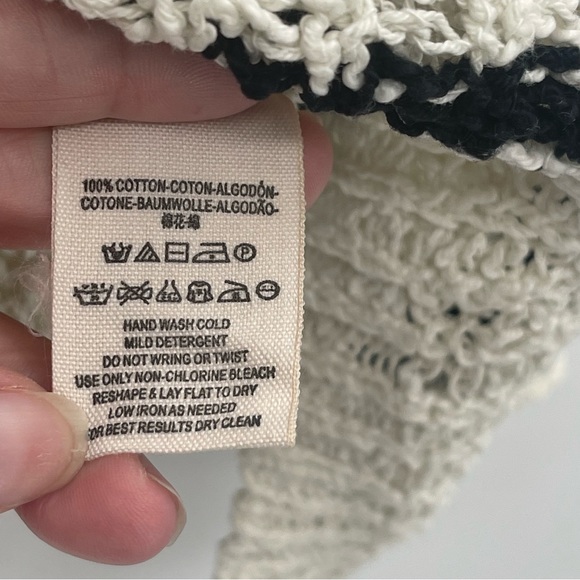 100% COTTON-COTON-ALGODÓN-
COTONE-BAUMWOLLE-ALGODÃO-
棉花-綿
HAND WASH COLD
MILD DETERGENT
DO NOT WRING OR TWIST
USE ONLY NON-CHLORINE BLEACH
RESHAPE & LAY FLAT TO DRY
LOW IRON AS NEEDED
FOR BEST RESULTS DRY CLEAN